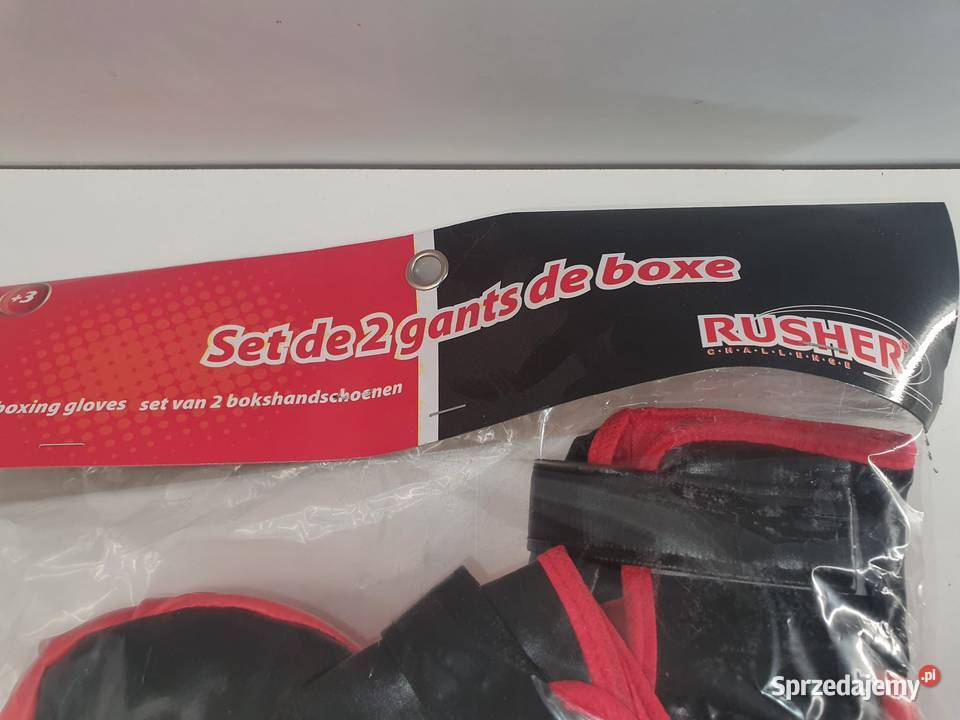 +3
Set de 2 gants de boxe
RUSHER®
CHALLENGE
boxing gloves set van 2 bokshandschoenen
Sprzedajemy.pl